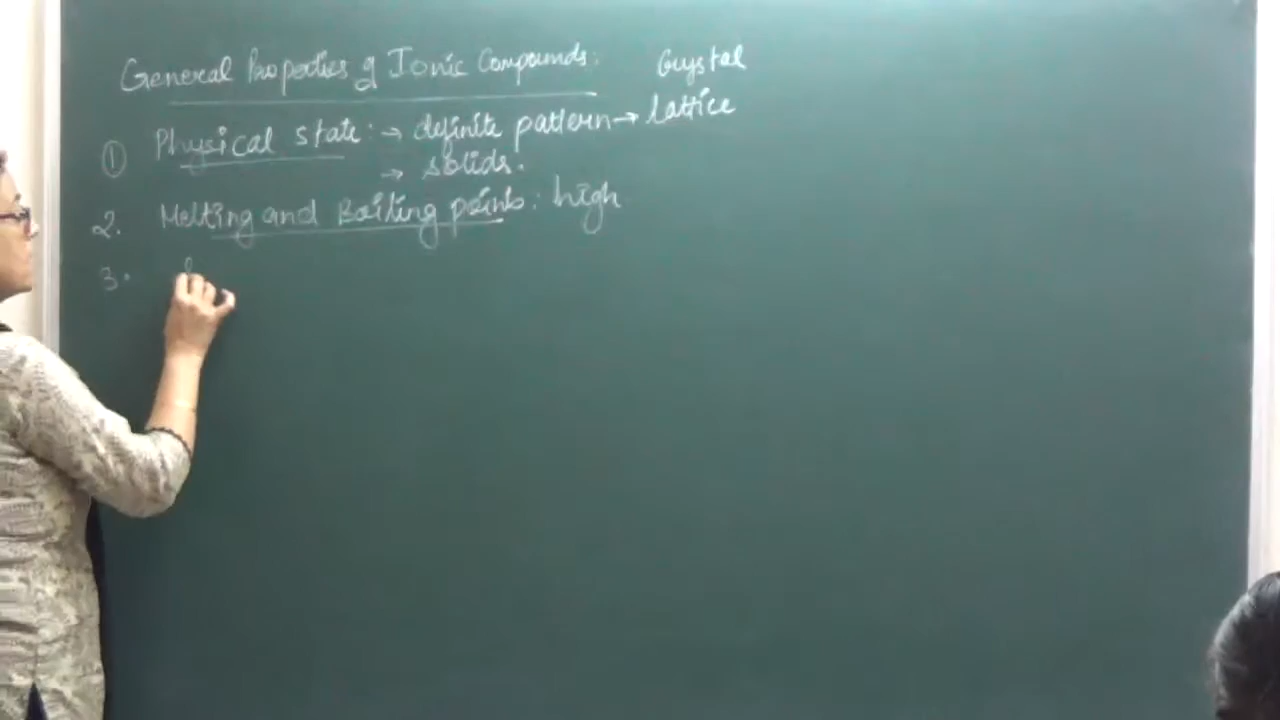 General Properties of Ionic Compounds:
① Physical state: → definite pattern → Crystal lattice
→ solids.
2. Melting and Boiling points: high
3.